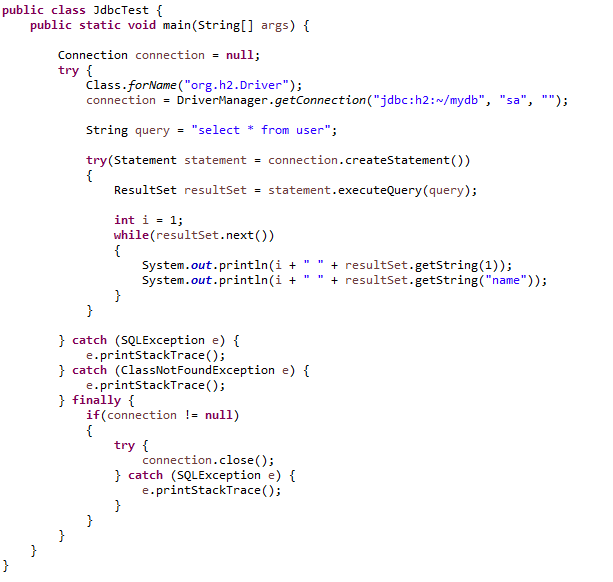 public class JdbcTest {
    public static void main(String[] args) {

        Connection connection = null;
        try {
            Class.forName("org.h2.Driver");
            connection = DriverManager.getConnection("jdbc:h2:~/mydb", "sa", "");

            String query = "select * from user";

            try(Statement statement = connection.createStatement())
            {
                ResultSet resultSet = statement.executeQuery(query);

                int i = 1;
                while(resultSet.next())
                {
                    System.out.println(i + " " + resultSet.getString(1));
                    System.out.println(i + " " + resultSet.getString("name"));
                }
            }

        } catch (SQLException e) {
            e.printStackTrace();
        } catch (ClassNotFoundException e) {
            e.printStackTrace();
        } finally {
            if(connection != null)
            {
                try {
                    connection.close();
                } catch (SQLException e) {
                    e.printStackTrace();
                }
            }
        }
    }
}